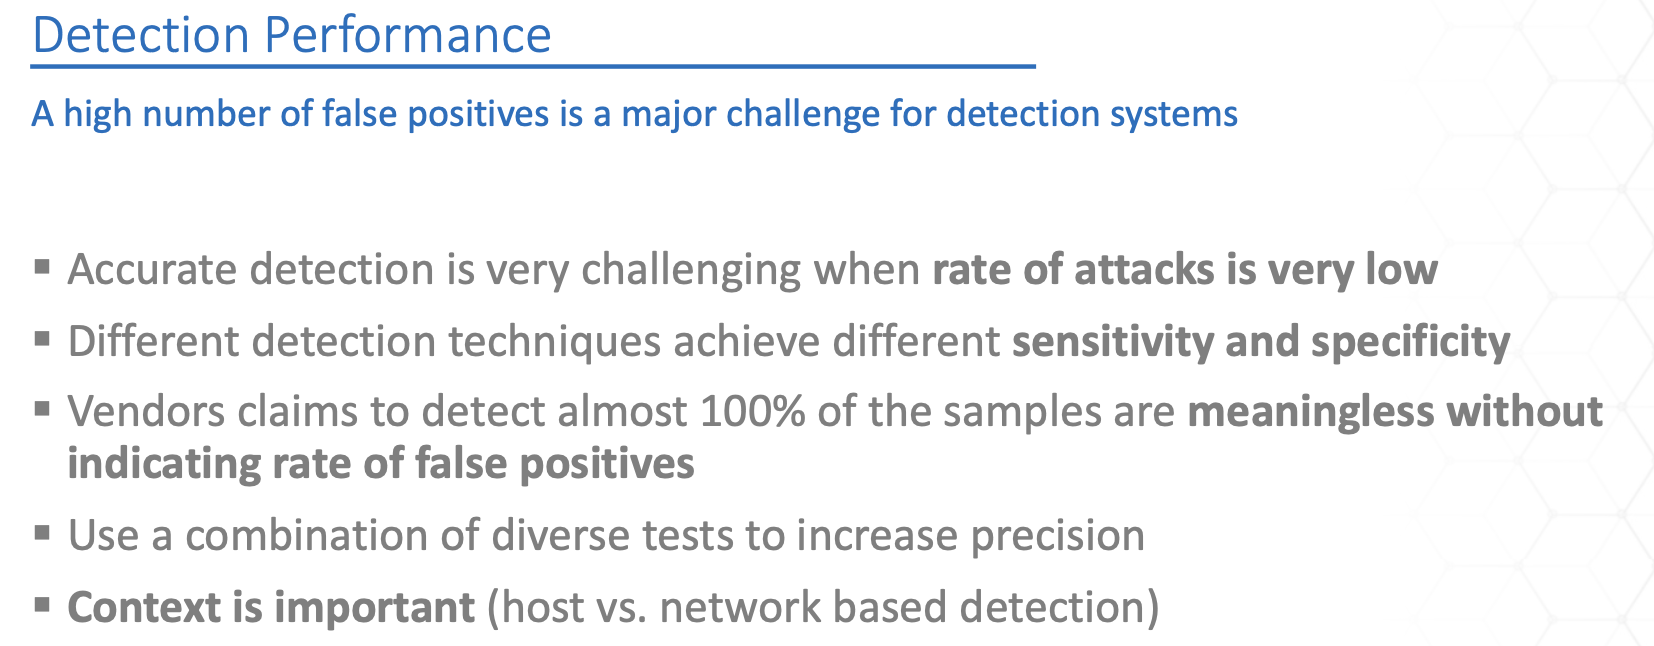 Detection Performance
A high number of false positives is a major challenge for detection systems
▪ Accurate detection is very challenging when rate of attacks is very low
▪ Different detection techniques achieve different sensitivity and specificity
▪ Vendors claims to detect almost 100% of the samples are meaningless without
indicating rate of false positives
▪ Use a combination of diverse tests to increase precision
▪ Context is important (host vs. network based detection)